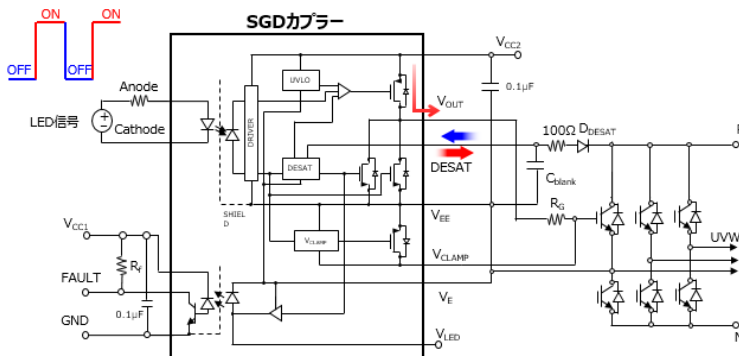 SGDカプラー
ON
ON
OFF
OFF
Anode
LED信号
Cathode
DRIVER
UVLO
DESAT
SHIEL
D
VCLAMP
VCC2
0.1μF
VOUT
DESAT
100Ω
DDESAT
Cblank
VEE
RG
VCLAMP
VE
VLED
P
UVW
N
VCC1
Rf
FAULT
0.1μF
GND